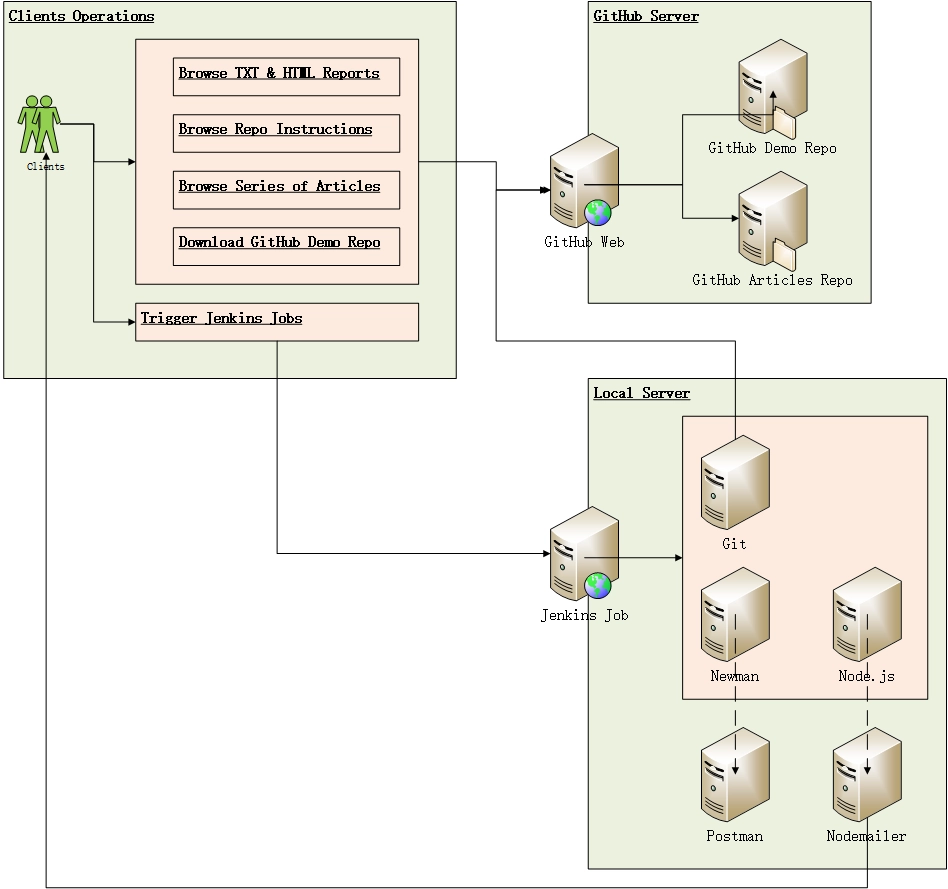 Clients Operations
Browse TXT & HTML Reports
Browse Repo Instructions
Browse Series of Articles
Download GitHub Demo Repo
Clients
Trigger Jenkins Jobs
GitHub Server
GitHub Demo Repo
GitHub Web
GitHub Articles Repo
Local Server
Git
Jenkins Job
Newman
Node.js
Postman
Nodemailer